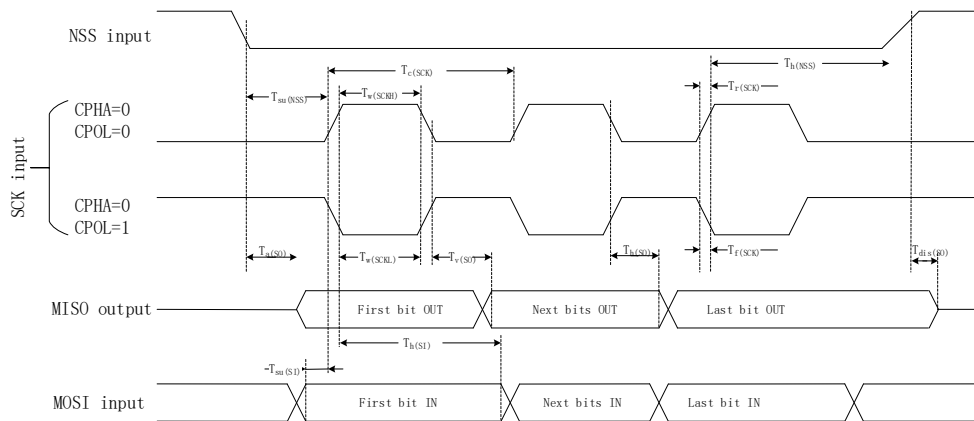 NSS input
Tc(SCK)
Th(NSS)
Tsu(NSS)
Tw(SCKH)
Tr(SCK)
SCK input
CPHA=0
CPOL=0
CPHA=0
CPOL=1
Ta(SO)
Tw(SCKL)
Tv(SO)
Th(SO)
Tf(SCK)
Tdis(SO)
MISO output
First bit OUT
Next bits OUT
Last bit OUT
Th(SI)
Tsu(SI)
MOSI input
First bit IN
Next bits IN
Last bit IN